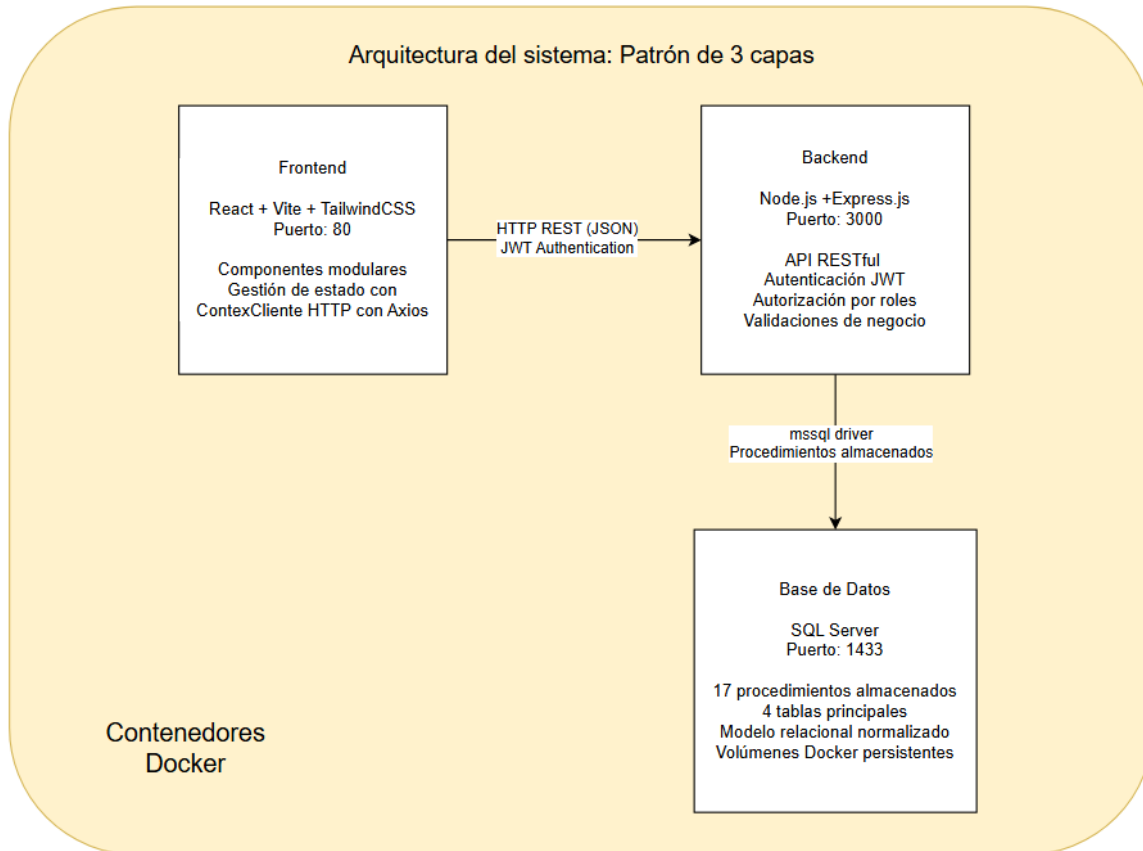 Arquitectura del sistema: Patrón de 3 capas
Frontend
React + Vite + TailwindCSS
Puerto: 80
Componentes modulares
Gestión de estado con
ContexCliente HTTP con Axios
HTTP REST (JSON)
JWT Authentication
Backend
Node.js +Express.js
Puerto: 3000
API RESTful
Autenticación JWT
Autorización por roles
Validaciones de negocio
mssql driver
Procedimientos almacenados
Base de Datos
SQL Server
Puerto: 1433
17 procedimientos almacenados
4 tablas principales
Modelo relacional normalizado
Volúmenes Docker persistentes
Contenedores
Docker